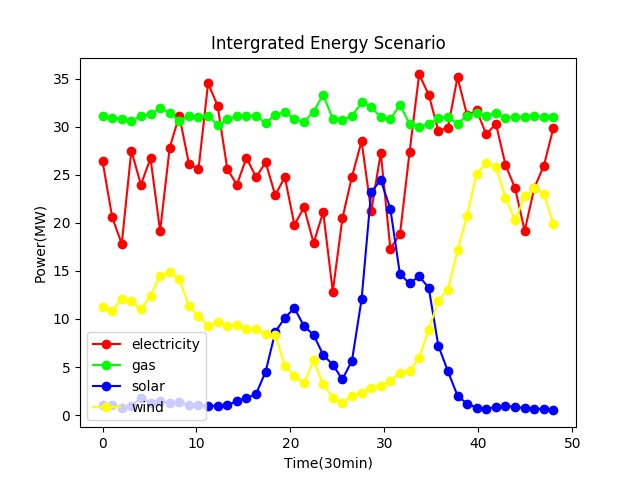 Intergrated Energy Scenario
Power(MW)
35
30
25
20
15
10
5
0
electricity
gas
solar
wind
0 10 20 30 40 50
Time(30min)